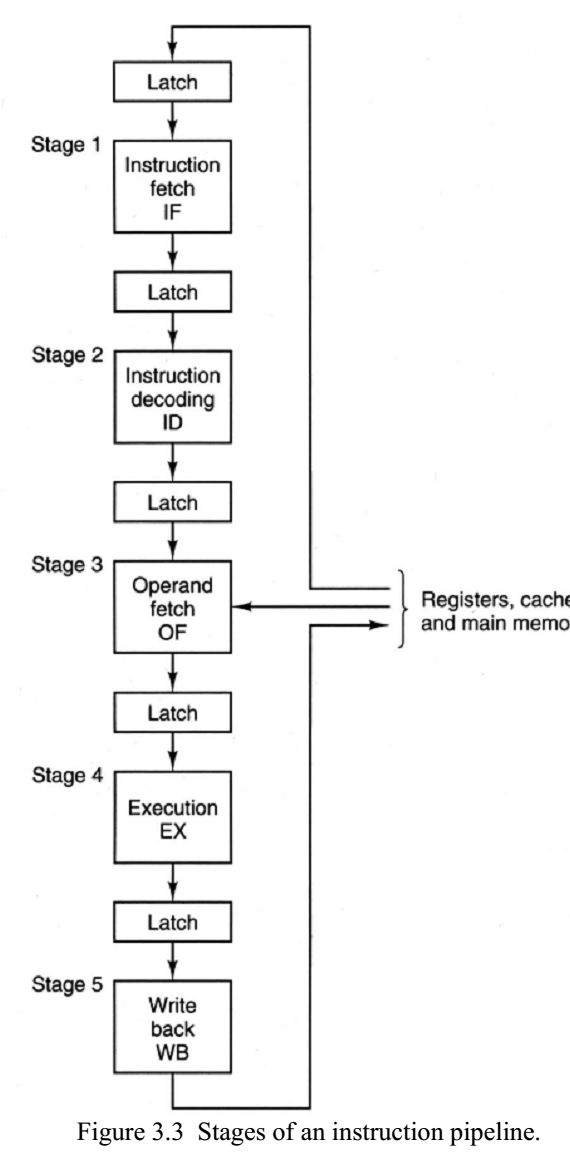 Latch
Stage 1
Instruction
fetch
IF
Latch
Stage 2
Instruction
decoding
ID
Latch
Stage 3
Operand
fetch
OF
Registers, cache
and main memo
Latch
Stage 4
Execution
EX
Latch
Stage 5
Write
back
WB
Figure 3.3 Stages of an instruction pipeline.